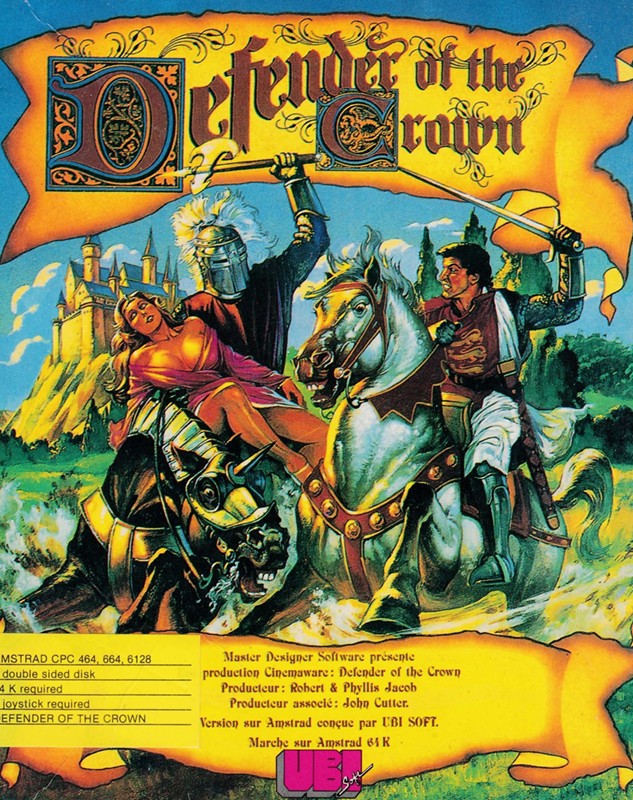 Defender of the
Crown
AMSTRAD CPC 464, 664, 6128
double sided disk
4 K required
joystick required
DEFENDER OF THE CROWN
Master Designer Software présente
production Cinemaware: Defender of the Crown
Producteur: Robert & Phyllis Jacob
Producteur associé: John Cutter.
Version sur Amstrad conçue par UBI SOFT.
Marche sur Amstrad 64 K
UBI
Soft